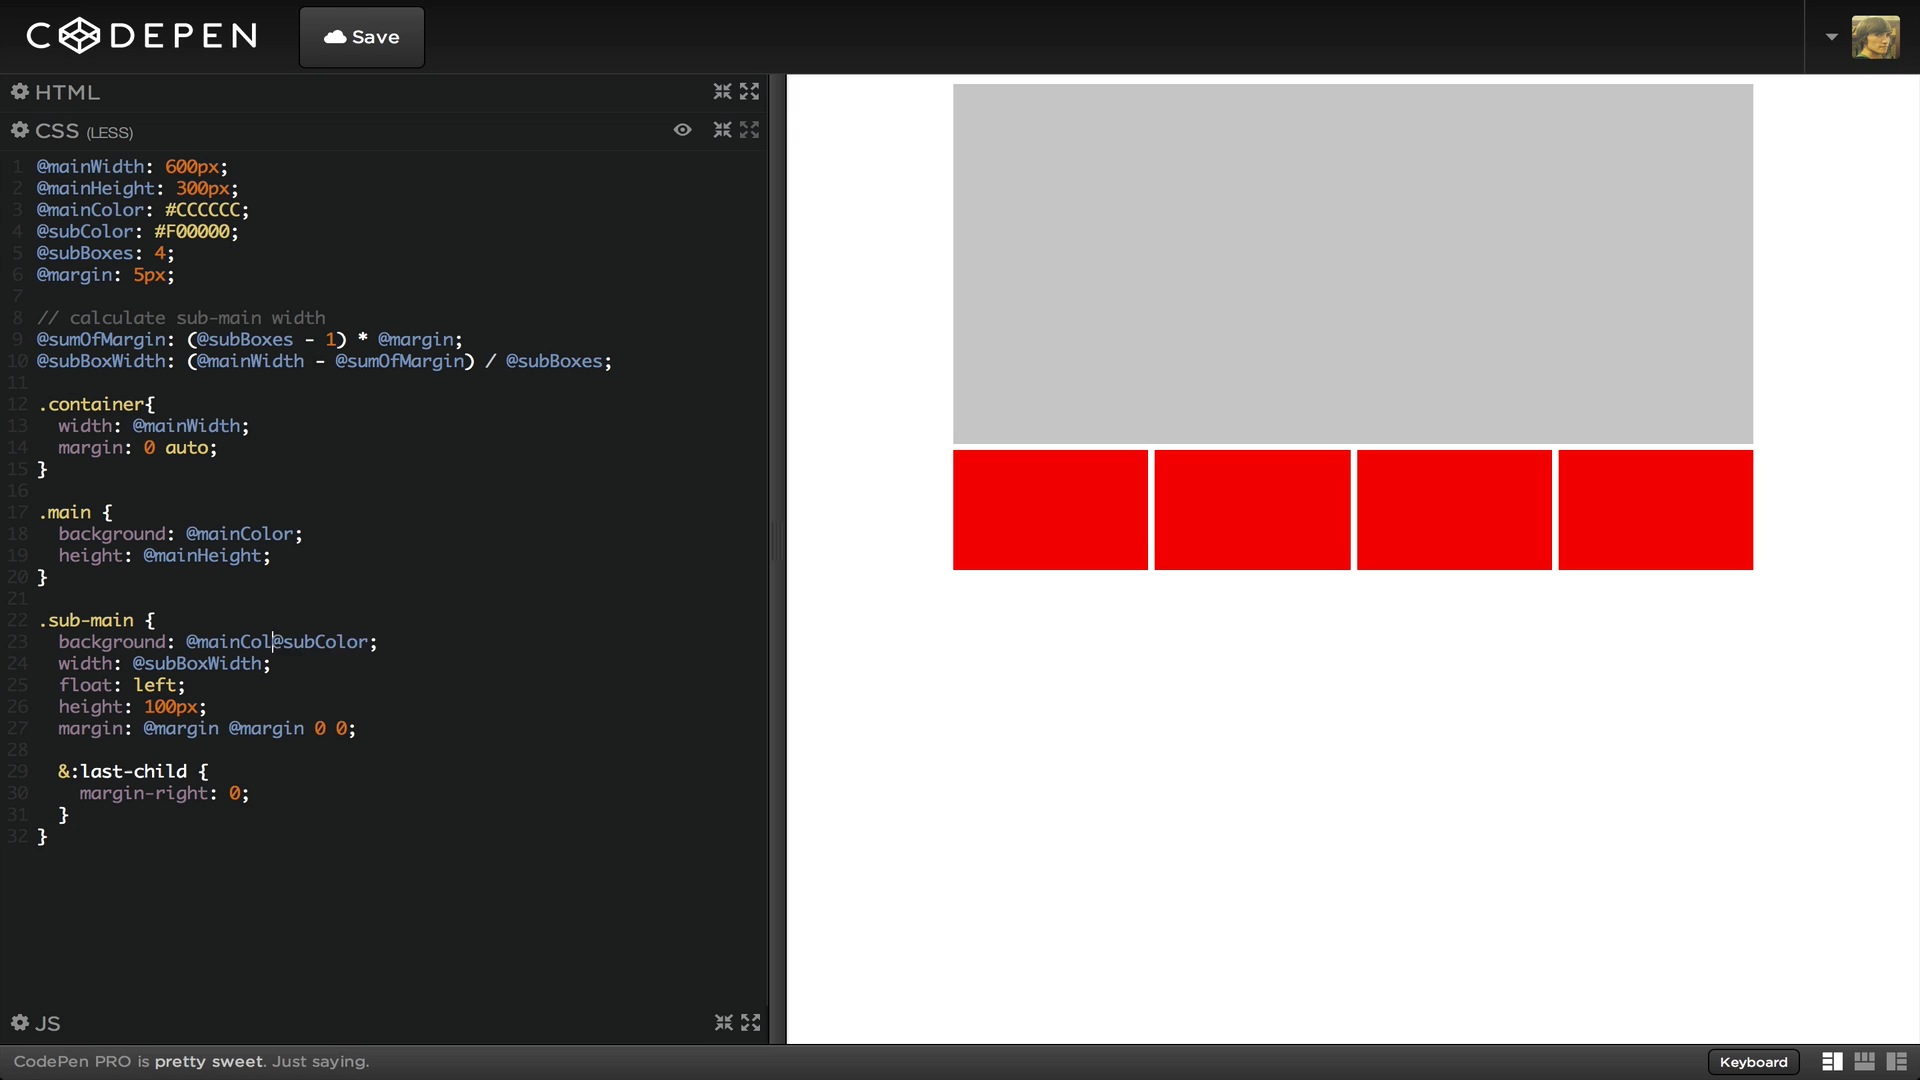 CODEPEN
Save
HTML
CSS (LESS)
1 @mainWidth: 600px;
2 @mainHeight: 300px;
3 @mainColor: #CCCCCC;
4 @subColor: #F00000;
5 @subBoxes: 4;
6 @margin: 5px;
7
8 // calculate sub-main width
9 @sumOfMargin: (@subBoxes - 1) * @margin;
10 @subBoxWidth: (@mainWidth - @sumOfMargin) / @subBoxes;
11
12 .container{
13 width: @mainWidth;
14 margin: 0 auto;
15 }
16
17 .main {
18 background: @mainColor;
19 height: @mainHeight;
20 }
21
22 .sub-main {
23 background: @mainCol@subColor;
24 width: @subBoxWidth;
25 float: left;
26 height: 100px;
27 margin: @margin @margin 0 0;
28
29 &:last-child {
30 margin-right: 0;
31 }
32 }
JS
CodePen PRO is pretty sweet. Just saying.
Keyboard